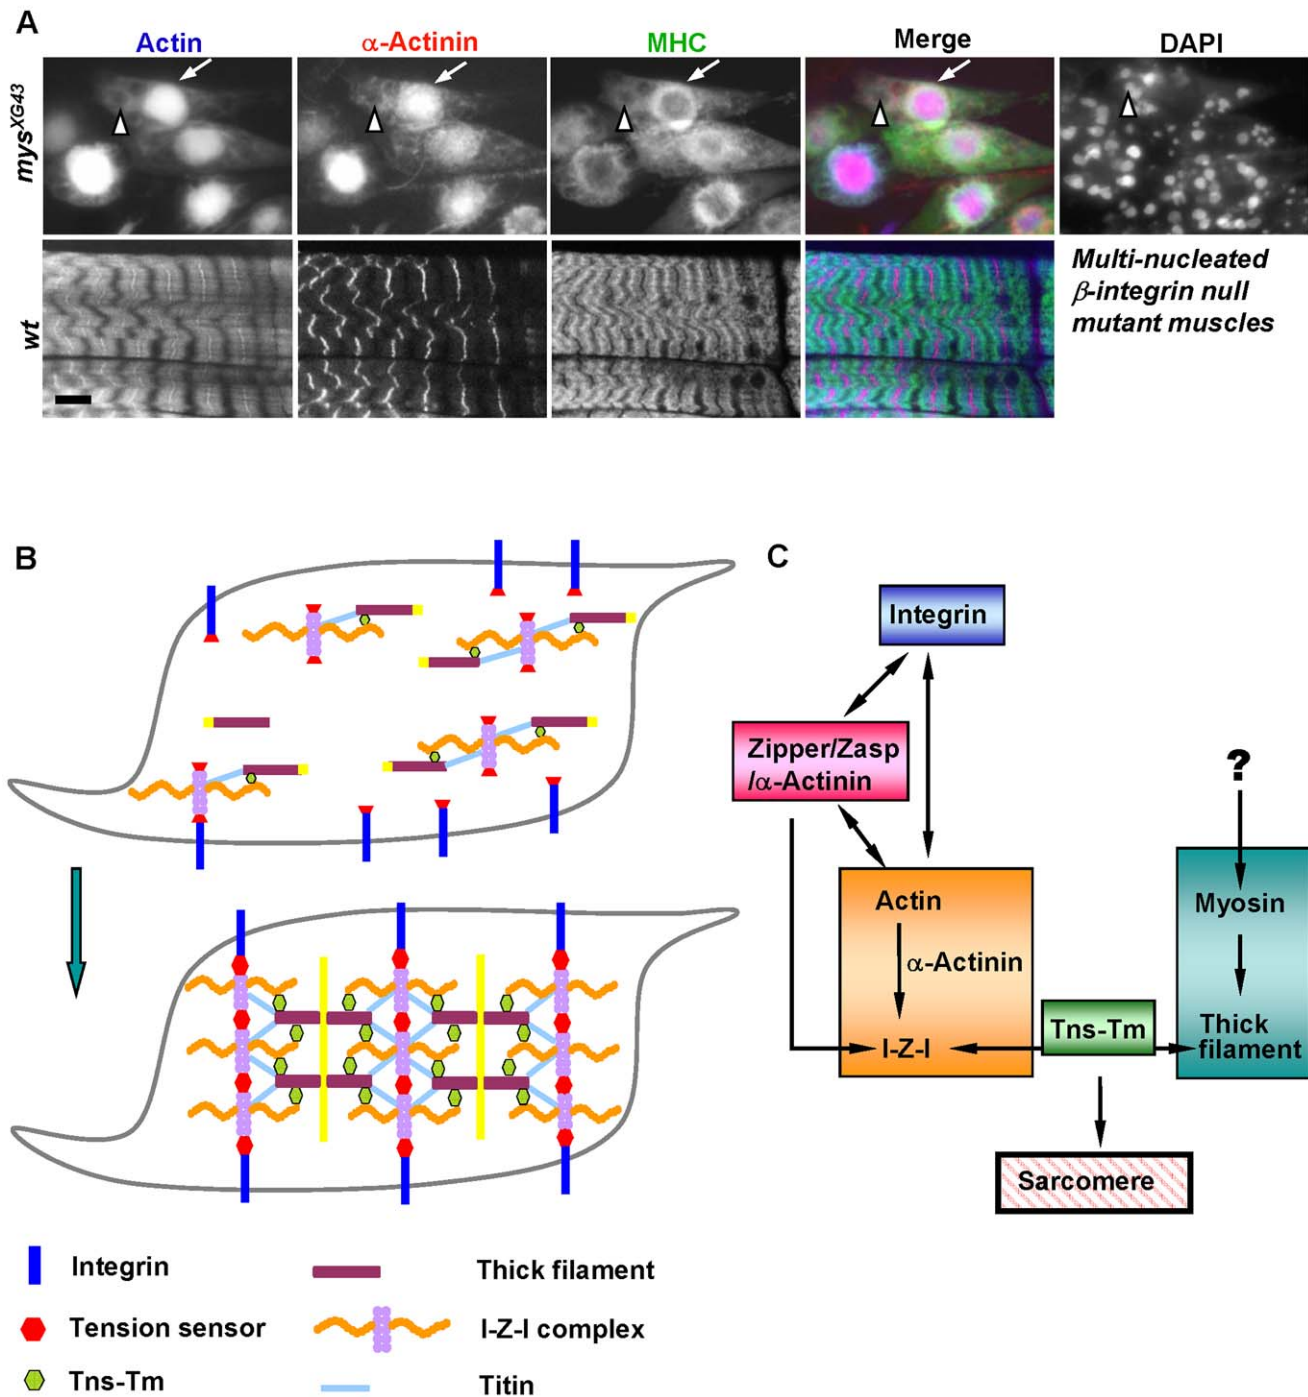 A
Actin
α-Actinin
MHC
Merge
DAPI
mysXG43
wt
Multi-nucleated
β-integrin null
mutant muscles
B
C
Integrin
Zipper/Zasp
/α-Actinin
?
Actin
α-Actinin
I-Z-I
Tns-Tm
Myosin
Thick
filament
Sarcomere
Integrin
Thick filament
Tension sensor
I-Z-I complex
Tns-Tm
Titin